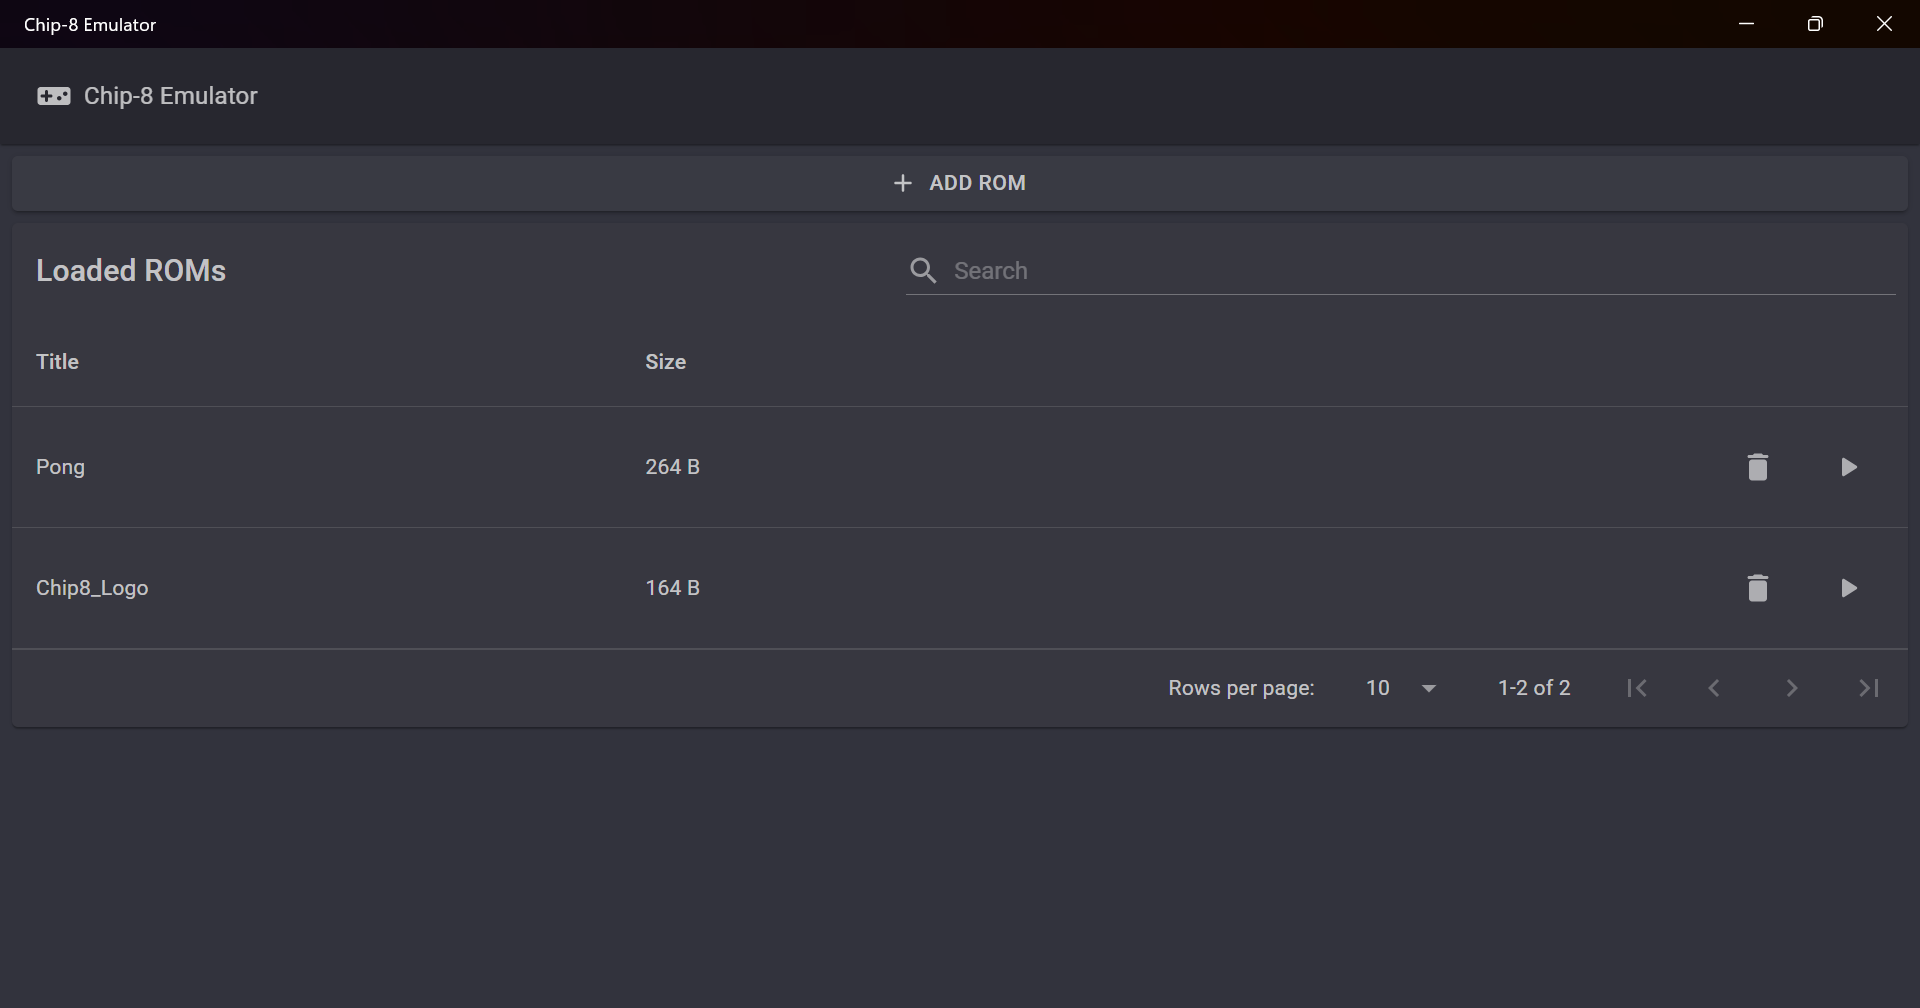 Chip-8 Emulator
Chip-8 Emulator
ADD ROM
Loaded ROMs
Search
Title Size
Pong 264 B
Chip8_Logo 164 B
Rows per page: 10 1-2 of 2